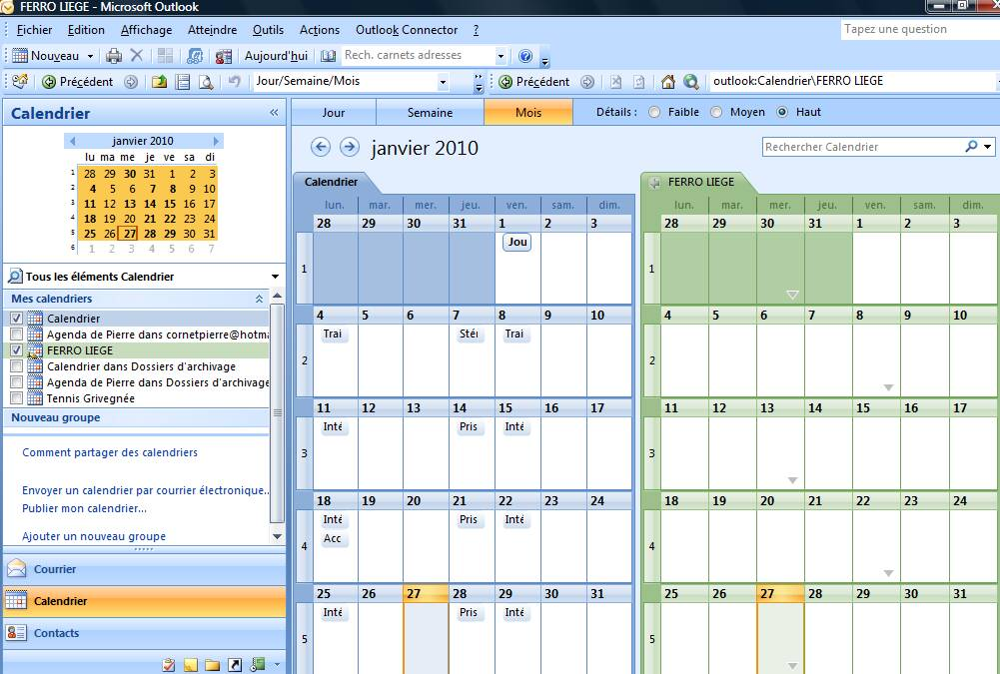 FERRO LIEGE - Microsoft Outlook
Fichier Edition Affichage Atteindre Outils Actions Outlook Connector ?
Tapez une question
Nouveau Aujourd'hui Rech. carnets adresses
Précédent Jour/Semaine/Mois Précédent outlook:Calendrier\FERRO LIEGE
Calendrier «
janvier 2010
lu ma me je ve sa di
1 28 29 30 31 1 2 3
2 4 5 6 7 8 9 10
3 11 12 13 14 15 16 17
4 18 19 20 21 22 23 24
5 25 26 27 28 29 30 31
6 1 2 3 4 5 6 7
Tous les éléments Calendrier
Mes calendriers
Calendrier
Agenda de Pierre dans cornetpierre@hotma
FERRO LIEGE
Calendrier dans Dossiers d'archivage
Agenda de Pierre dans Dossiers d'archivage
Tennis Grivegnée
Nouveau groupe
Comment partager des calendriers
Envoyer un calendrier par courrier électronique..
Publier mon calendrier...
Ajouter un nouveau groupe
Courrier
Calendrier
Contacts
Jour Semaine Mois Détails : Faible Moyen Haut
janvier 2010
Rechercher Calendrier
Calendrier
lun. mar. mer. jeu. ven. sam. dim.
28 29 30 31 1 2 3
1 Jou
4 5 6 7 8 9 10
Trai Stéi Trai
2
11 12 13 14 15 16 17
Inté Pris Inté
3
18 19 20 21 22 23 24
Inté Pris Inté
Acc
4
25 26 27 28 29 30 31
Inté Pris Inté
5
FERRO LIEGE
lun. mar. mer. jeu. ven. sam. dim.
28 29 30 31 1 2 3
1
4 5 6 7 8 9 10
2
11 12 13 14 15 16 17
3
18 19 20 21 22 23 24
4
25 26 27 28 29 30 31
5